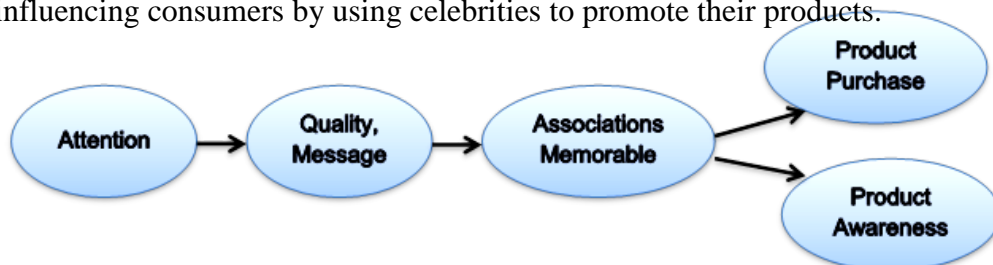 influencing consumers by using celebrities to promote their products.
Product
Purchase
Attention
Quality,
Message
Associations
Memorable
Product
Awareness